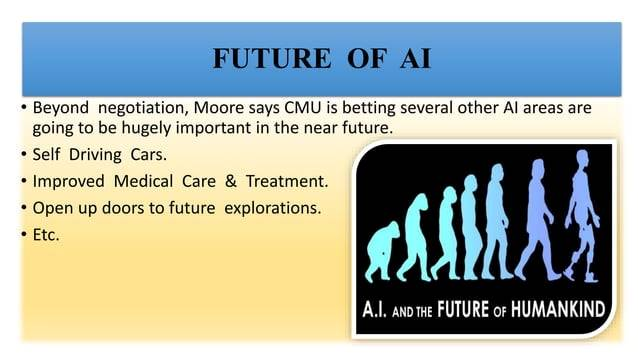 FUTURE OF AI
• Beyond negotiation, Moore says CMU is betting several other AI areas are
going to be hugely important in the near future.
• Self Driving Cars.
• Improved Medical Care & Treatment.
• Open up doors to future explorations.
• Etc.
A.I. AND THE FUTURE OF HUMANKIND